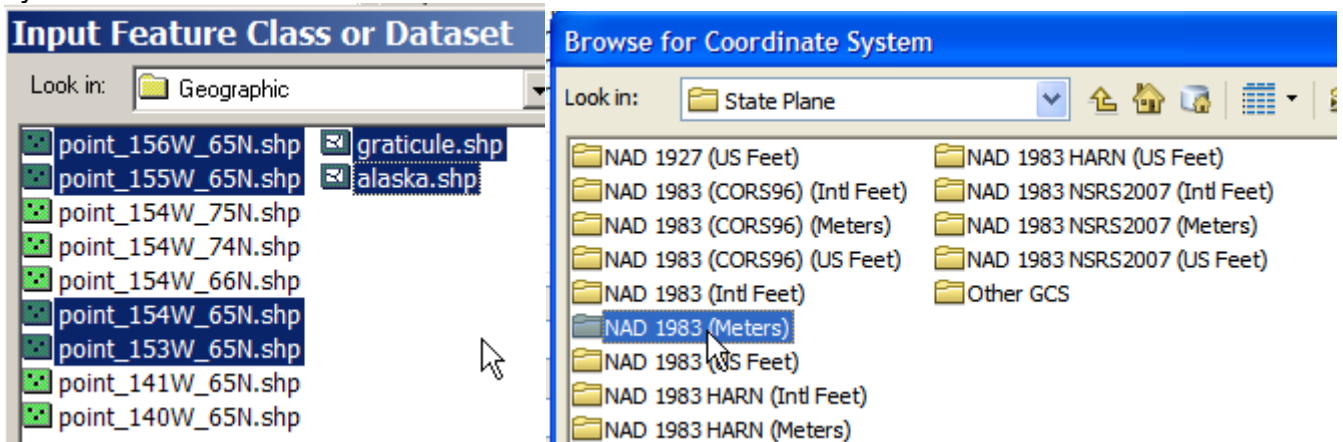 Input Feature Class or Dataset
Look in: Geographic
point_156W_65N.shp graticule.shp
point_155W_65N.shp alaska.shp
point_154W_75N.shp
point_154W_74N.shp
point_154W_66N.shp
point_154W_65N.shp
point_153W_65N.shp
point_141W_65N.shp
point_140W_65N.shp
Browse for Coordinate System
Look in: State Plane
NAD 1927 (US Feet) NAD 1983 HARN (US Feet)
NAD 1983 (CORS96) (Intl Feet) NAD 1983 NSRS2007 (Intl Feet)
NAD 1983 (CORS96) (Meters) NAD 1983 NSRS2007 (Meters)
NAD 1983 (CORS96) (US Feet) NAD 1983 NSRS2007 (US Feet)
NAD 1983 (Intl Feet) Other GCS
NAD 1983 (Meters)
NAD 1983 (US Feet)
NAD 1983 HARN (Intl Feet)
NAD 1983 HARN (Meters)